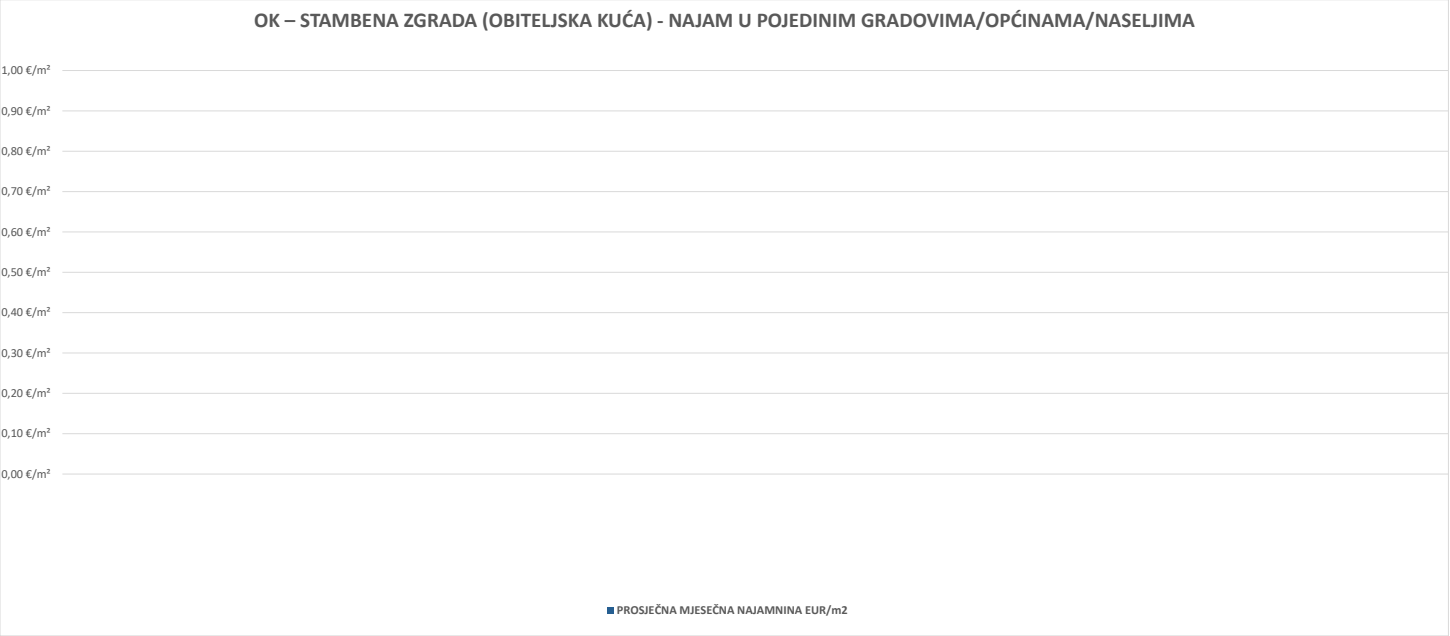 OK – STAMBENA ZGRADA (OBITELJSKA KUĆA) - NAJAM U POJEDINIM GRADOVIMA/OPĆINAMA/NASELJIMA
1,00 €/m²
0,90 €/m²
0,80 €/m²
0,70 €/m²
0,60 €/m²
0,50 €/m²
0,40 €/m²
0,30 €/m²
0,20 €/m²
0,10 €/m²
0,00 €/m²
PROSJEČNA MJESEČNA NAJAMNINA EUR/m2